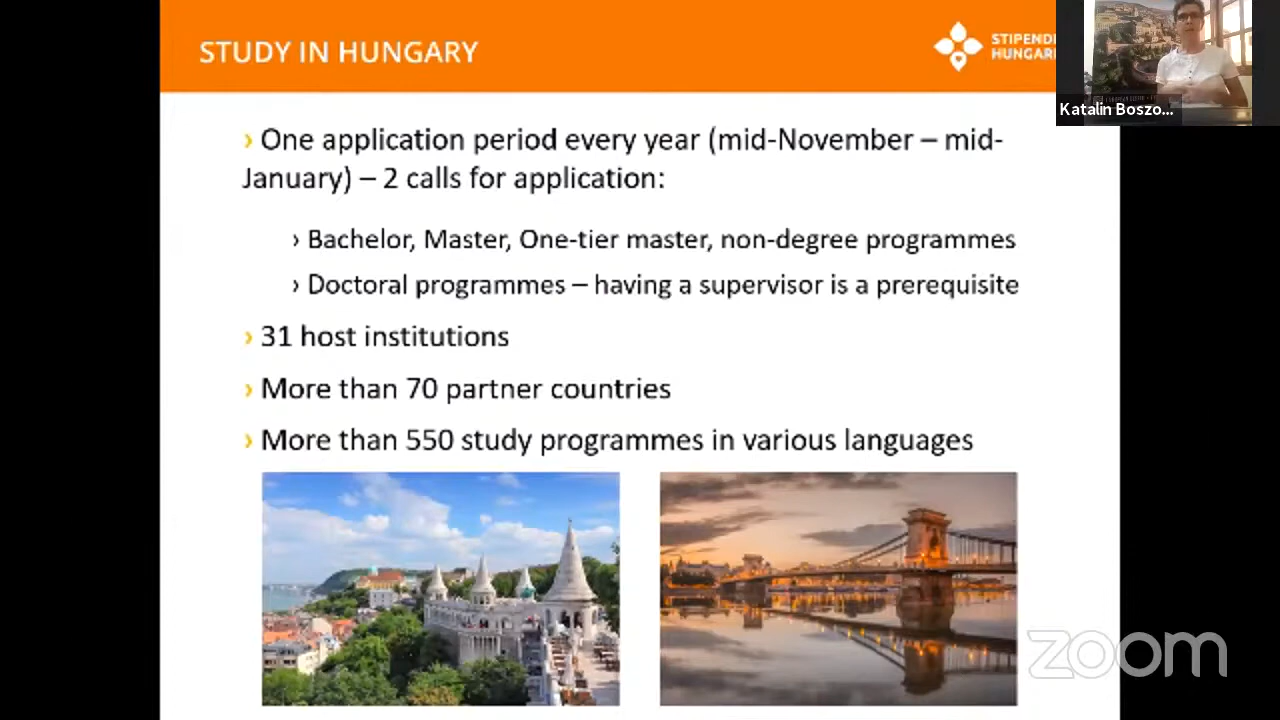 STUDY IN HUNGARY
STIPENDI
HUNGAR
Katalin Boszo...
› One application period every year (mid-November – mid-
January) – 2 calls for application:
› Bachelor, Master, One-tier master, non-degree programmes
› Doctoral programmes – having a supervisor is a prerequisite
› 31 host institutions
› More than 70 partner countries
› More than 550 study programmes in various languages
zoom